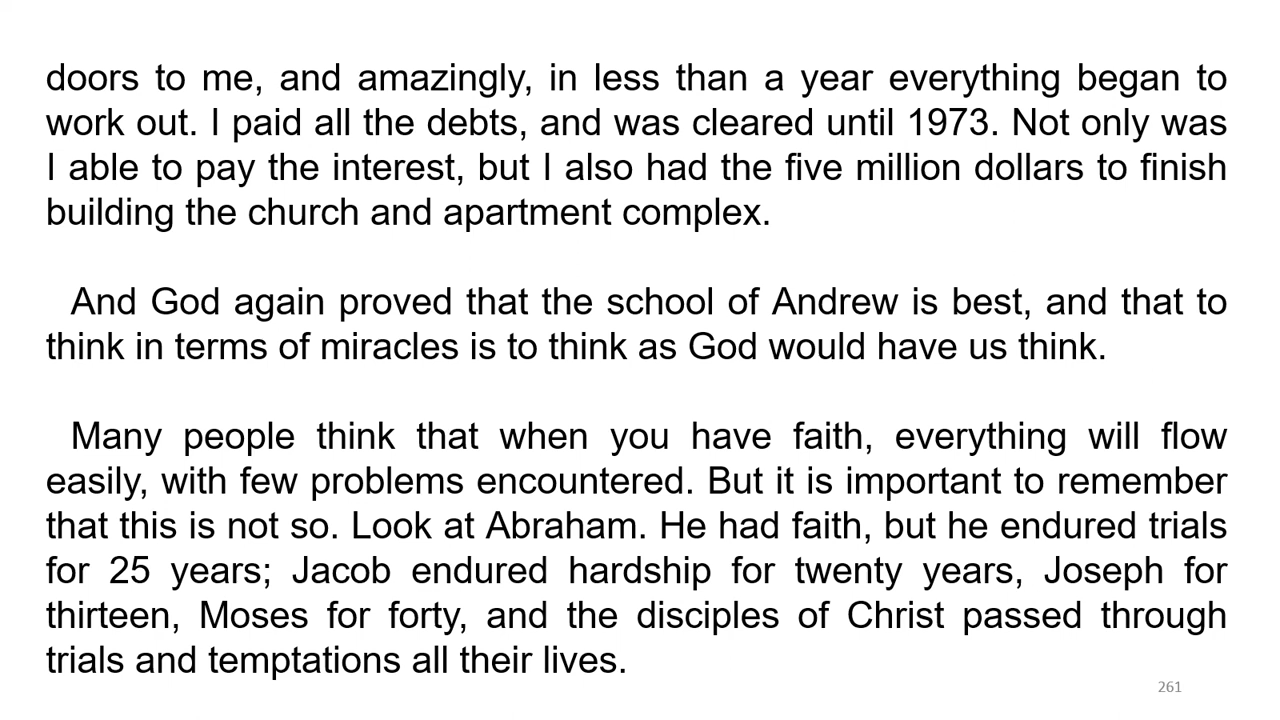 doors to me, and amazingly, in less than a year everything began to
work out. I paid all the debts, and was cleared until 1973. Not only was
I able to pay the interest, but I also had the five million dollars to finish
building the church and apartment complex.
And God again proved that the school of Andrew is best, and that to
think in terms of miracles is to think as God would have us think.
Many people think that when you have faith, everything will flow
easily, with few problems encountered. But it is important to remember
that this is not so. Look at Abraham. He had faith, but he endured trials
for 25 years; Jacob endured hardship for twenty years, Joseph for
thirteen, Moses for forty, and the disciples of Christ passed through
trials and temptations all their lives.
261